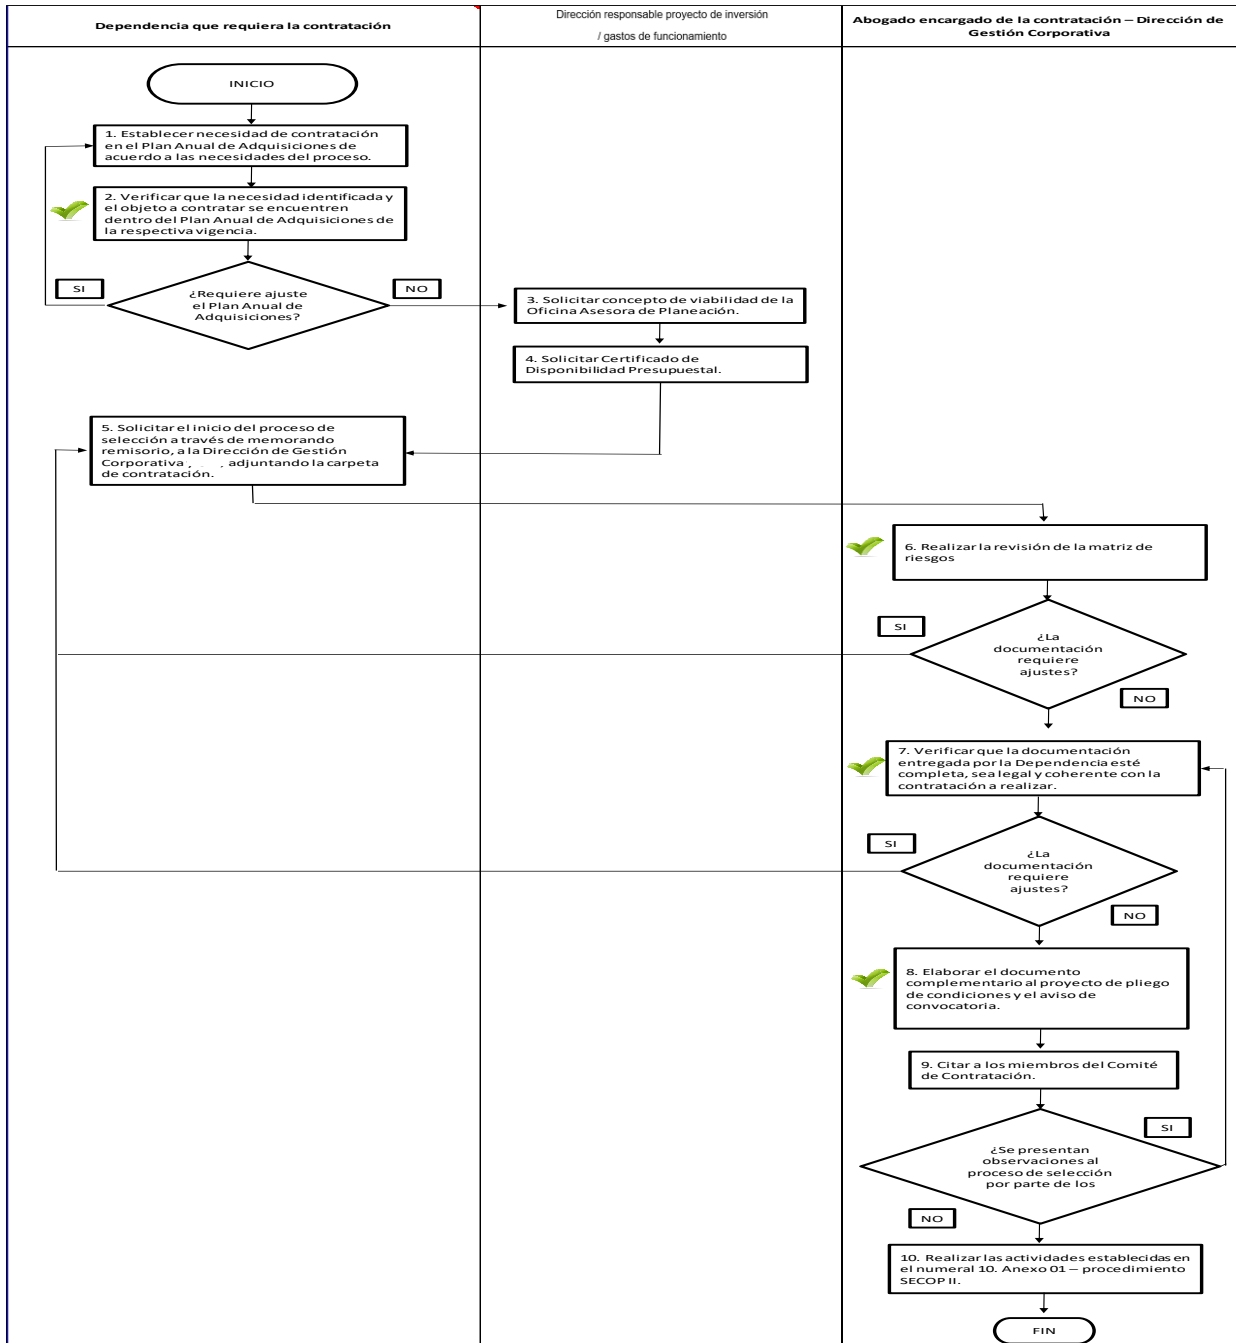 Dependencia que requiera la contratación
Dirección responsable proyecto de inversión
/ gastos de funcionamiento
Abogado encargado de la contratación – Dirección de
Gestión Corporativa
INICIO
1. Establecer necesidad de contratación
en el Plan Anual de Adquisiciones de
acuerdo a las necesidades del proceso.
2. Verificar que la necesidad identificada y
el objeto a contratar se encuentren
dentro del Plan Anual de Adquisiciones de
la respectiva vigencia.
SI
¿Requiere ajuste
el Plan Anual de
Adquisiciones?
NO
3. Solicitar concepto de viabilidad de la
Oficina Asesora de Planeación.
4. Solicitar Certificado de
Disponibilidad Presupuestal.
5. Solicitar el inicio del proceso de
selección a través de memorando
remisorio, a la Dirección de Gestión
Corporativa , adjuntando la carpeta
de contratación.
6. Realizar la revisión de la matriz de
riesgos
SI
¿La
documentación
requiere
ajustes?
NO
7. Verificar que la documentación
entregada por la Dependencia esté
completa, sea legal y coherente con la
contratación a realizar.
SI
¿La
documentación
requiere
ajustes?
NO
8. Elaborar el documento
complementario al proyecto de pliego
de condiciones y el aviso de
convocatoria.
9. Citar a los miembros del Comité
de Contratación.
SI
¿Se presentan
observaciones al
proceso de selección
por parte de los
NO
10. Realizar las actividades establecidas en
el numeral 10. Anexo 01 – procedimiento
SECOP II.
FIN